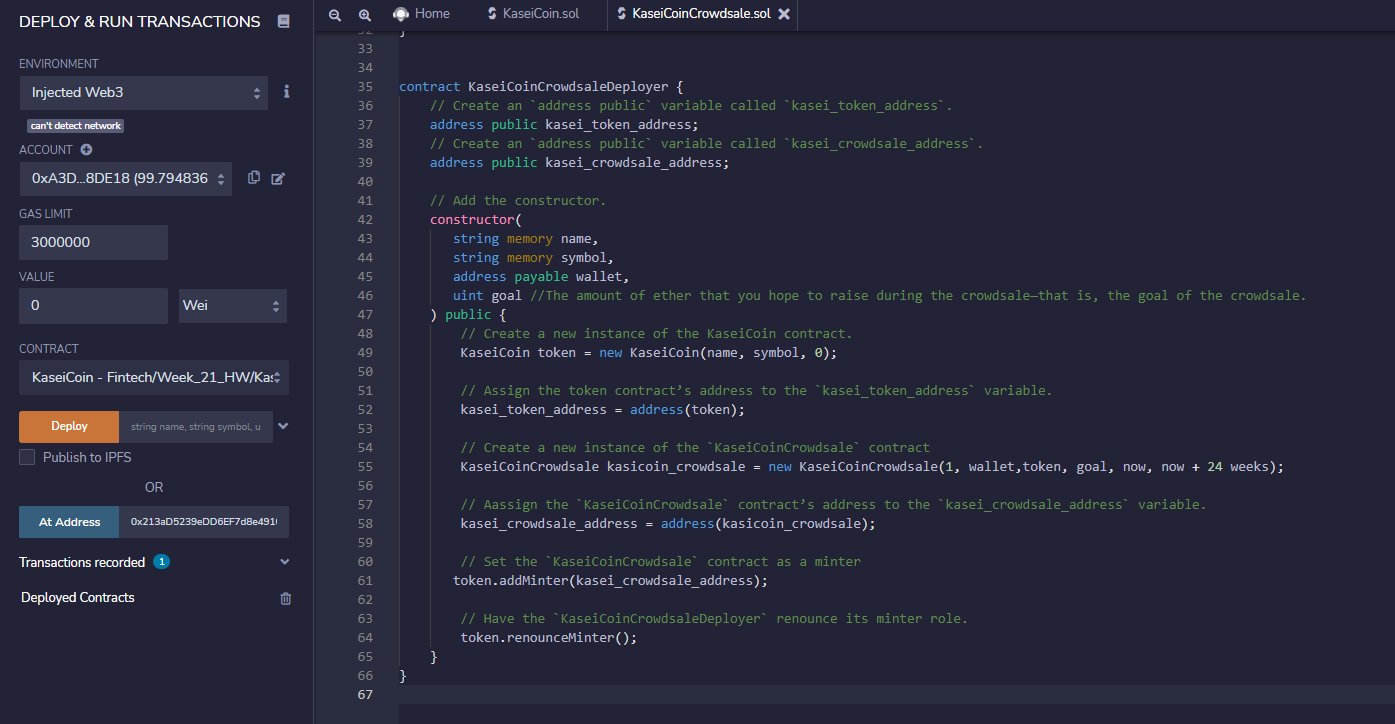 DEPLOY & RUN TRANSACTIONS
ENVIRONMENT
Injected Web3
can't detect network
ACCOUNT
0xA3D...8DE18 (99.794836
GAS LIMIT
3000000
VALUE
0
Wei
CONTRACT
KaseiCoin - Fintech/Week_21_HW/Kas
Deploy
string name, string symbol, u
Publish to IPFS
OR
At Address
0x213aD5239eDD6EF7d8e491
Transactions recorded 1
Deployed Contracts
Home
KaseiCoin.sol
KaseiCoinCrowdsale.sol
32 }
33
34
35 contract KaseiCoinCrowdsaleDeployer {
36 // Create an `address public` variable called `kasei_token_address`.
37 address public kasei_token_address;
38 // Create an `address public` variable called `kasei_crowdsale_address`.
39 address public kasei_crowdsale_address;
40
41 // Add the constructor.
42 constructor(
43 string memory name,
44 string memory symbol,
45 address payable wallet,
46 uint goal //The amount of ether that you hope to raise during the crowdsale—that is, the goal of the crowdsale.
47 ) public {
48 // Create a new instance of the KaseiCoin contract.
49 KaseiCoin token = new KaseiCoin(name, symbol, 0);
50
51 // Assign the token contract’s address to the `kasei_token_address` variable.
52 kasei_token_address = address(token);
53
54 // Create a new instance of the `KaseiCoinCrowdsale` contract
55 KaseiCoinCrowdsale kasicoin_crowdsale = new KaseiCoinCrowdsale(1, wallet,token, goal, now, now + 24 weeks);
56
57 // Aassign the `KaseiCoinCrowdsale` contract’s address to the `kasei_crowdsale_address` variable.
58 kasei_crowdsale_address = address(kasicoin_crowdsale);
59
60 // Set the `KaseiCoinCrowdsale` contract as a minter
61 token.addMinter(kasei_crowdsale_address);
62
63 // Have the `KaseiCoinCrowdsaleDeployer` renounce its minter role.
64 token.renounceMinter();
65 }
66 }
67